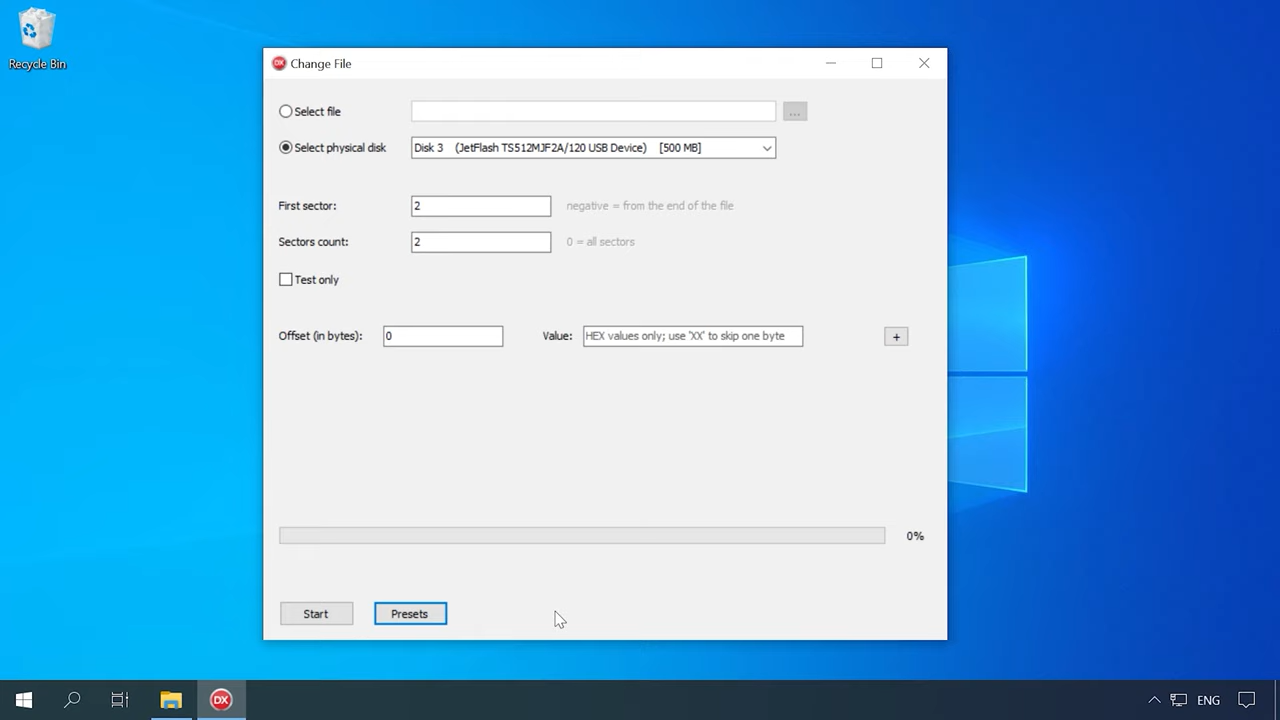 Recycle Bin
DX Change File
Select file
...
Select physical disk Disk 3 (JetFlash TS512MJF2A/120 USB Device) [500 MB]
First sector: 2 negative = from the end of the file
Sectors count: 2 0 = all sectors
Test only
Offset (in bytes): 0 Value: HEX values only; use 'XX' to skip one byte +
0%
Start Presets
DX ENG